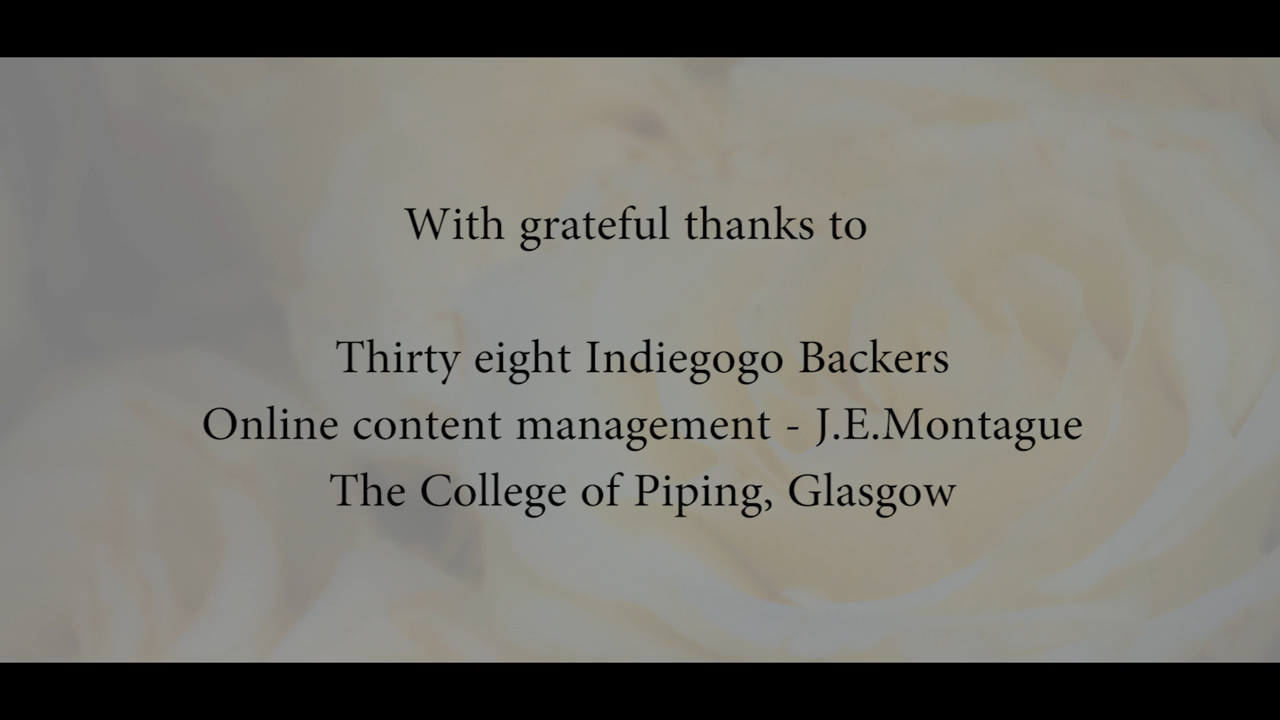 With grateful thanks to
Thirty eight Indiegogo Backers
Online content management - J.E.Montague
The College of Piping, Glasgow